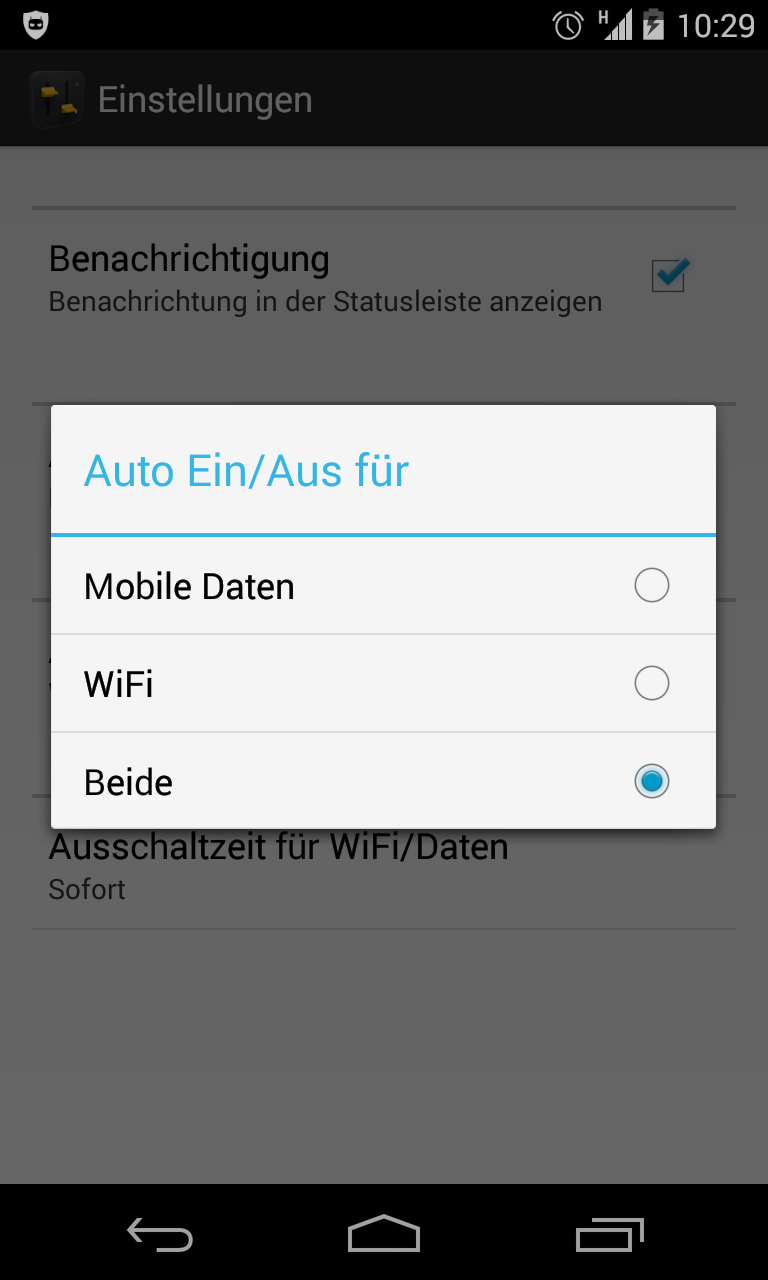 H 10:29
Einstellungen
Benachrichtigung
Benachrichtung in der Statusleiste anzeigen
Auto Ein/Aus für
Mobile Daten
WiFi
Beide
Ausschaltzeit für WiFi/Daten
Sofort